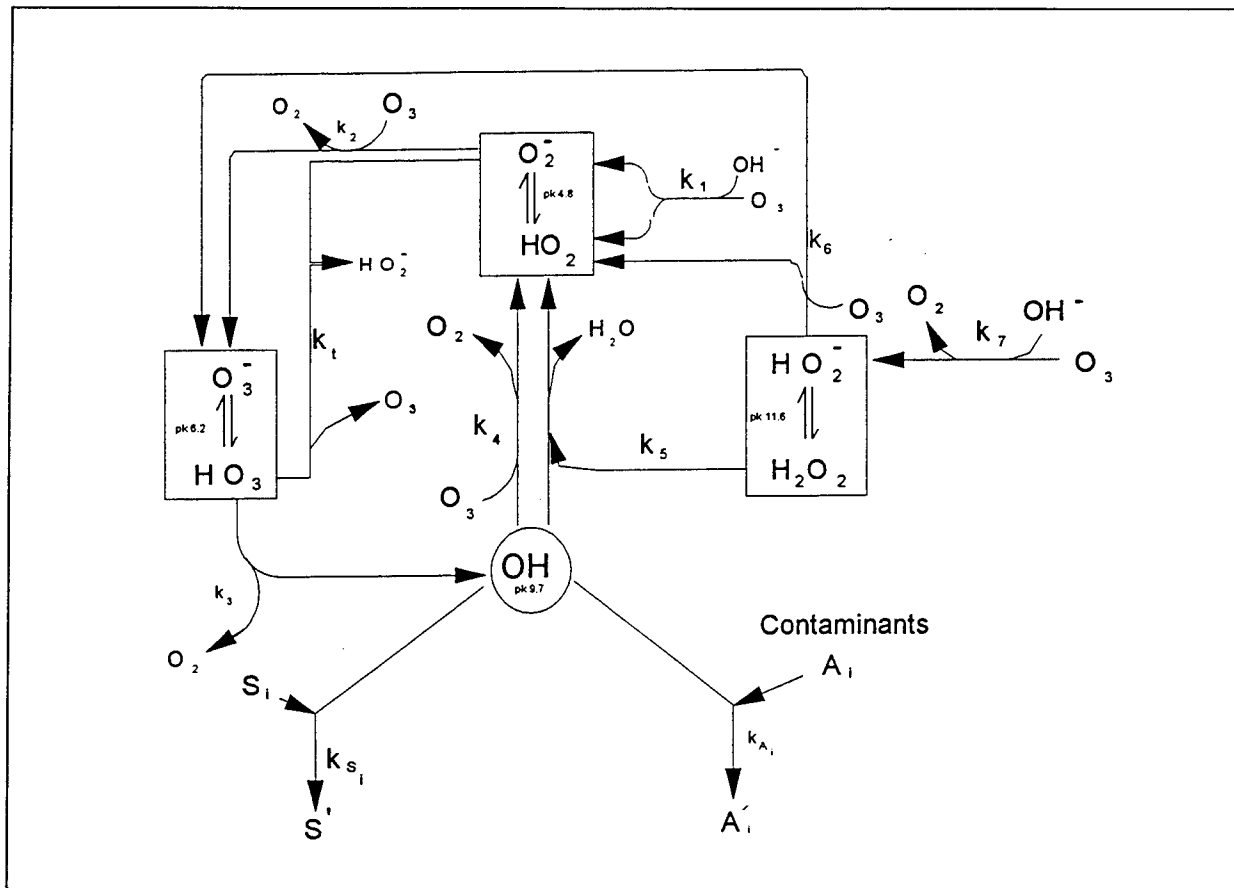 O₂
k₂
O₃
O₂⁻
pk 4.8
HO₂
k₁
OH⁻
O₃
k₆
HO₂⁻
kₜ
O₂
H₂O
O₃
O₂
k₇
OH⁻
O₃
O₃⁻
pk 6.2
HO₃
O₃
k₄
O₃
k₅
HO₂⁻
pk 11.6
H₂O₂
OH
pk 9.7
k₃
O₂
Contaminants
Aᵢ
Sᵢ
k Sᵢ
k Aᵢ
S'
A'ᵢ